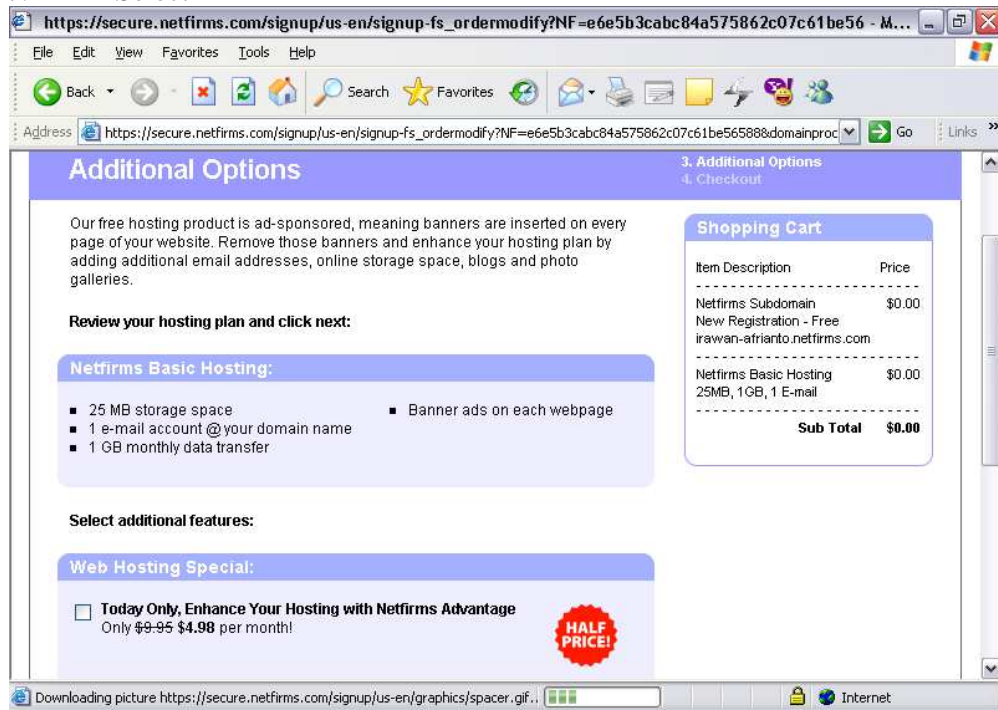 https://secure.netfirms.com/signup/us-en/signup-fs_ordermodify?NF=e6e5b3cabc84a575862c07c61be56 - M...
File Edit View Favorites Tools Help
Back Search Favorites
Address https://secure.netfirms.com/signup/us-en/signup-fs_ordermodify?NF=e6e5b3cabc84a575862c07c61be56588&domainproc Go Links »
Additional Options
3. Additional Options
4. Checkout
Our free hosting product is ad-sponsored, meaning banners are inserted on every
page of your website. Remove those banners and enhance your hosting plan by
adding additional email addresses, online storage space, blogs and photo
galleries.
Review your hosting plan and click next:
Netfirms Basic Hosting:
25 MB storage space
1 e-mail account @ your domain name
1 GB monthly data transfer
Banner ads on each webpage
Select additional features:
Web Hosting Special:
Today Only, Enhance Your Hosting with Netfirms Advantage
Only $9.95 $4.98 per month!
HALF
PRICE!
Shopping Cart
Item Description Price
Netfirms Subdomain $0.00
New Registration - Free
irawan-afrianto.netfirms.com
Netfirms Basic Hosting $0.00
25MB, 1GB, 1 E-mail
Sub Total $0.00
Downloading picture https://secure.netfirms.com/signup/us-en/graphics/spacer.gif.. Internet